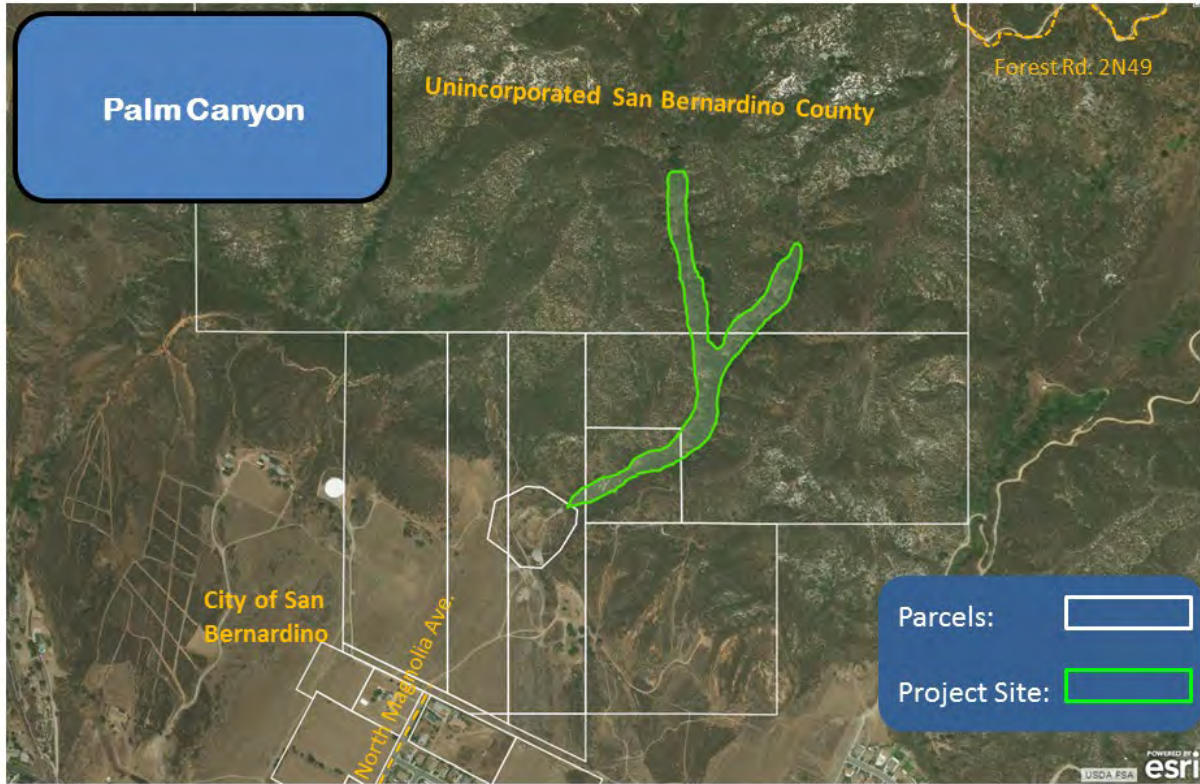 Palm Canyon
Unincorporated San Bernardino County
Forest Rd. 2N49
City of San
Bernardino
North Magnolia Ave.
Parcels:
Project Site:
POWERED BY
esri
USDA FSA